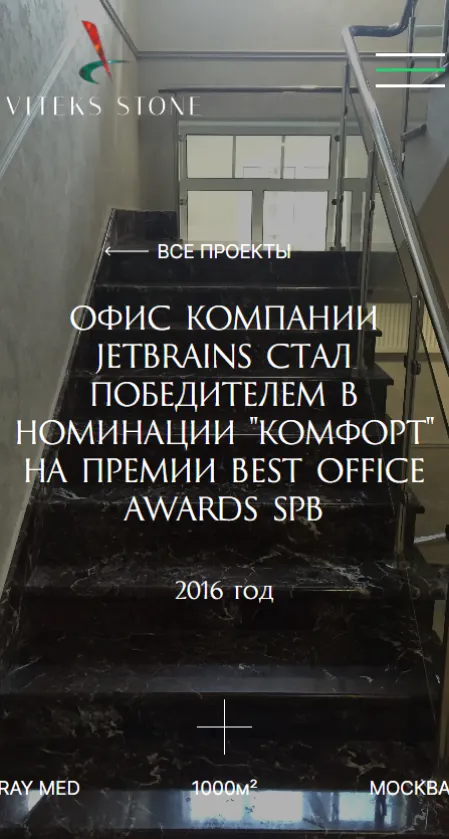 VITEKS STONE
ВСЕ ПРОЕКТЫ
ОФИС КОМПАНИИ
JETBRAINS СТАЛ
ПОБЕДИТЕЛЕМ В
НОМИНАЦИИ "КОМФОРТ"
НА ПРЕМИИ BEST OFFICE
AWARDS SPB
2016 год
RAY MED 1000м² МОСКВА